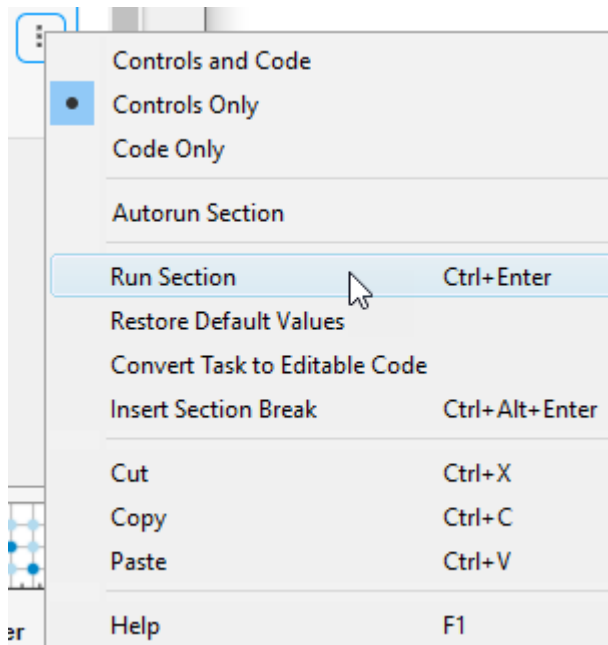 Controls and Code
Controls Only
Code Only
Autorun Section
Run Section Ctrl+Enter
Restore Default Values
Convert Task to Editable Code
Insert Section Break Ctrl+Alt+Enter
Cut Ctrl+X
Copy Ctrl+C
Paste Ctrl+V
er
Help F1